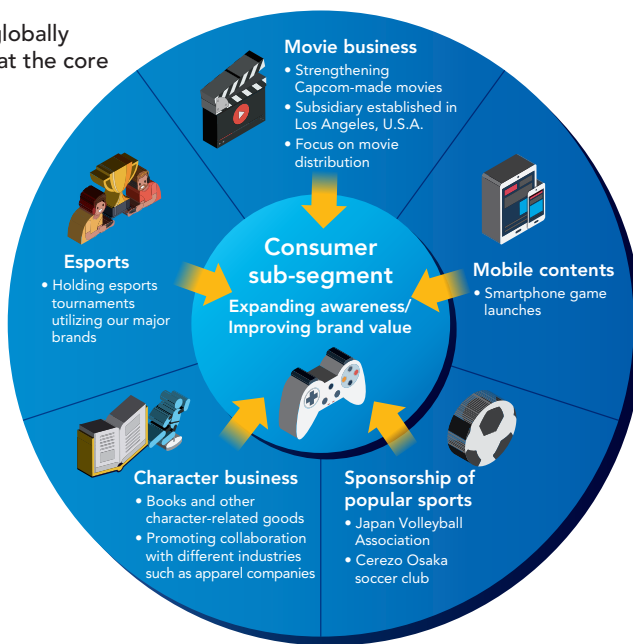 globally
at the core
Movie business
• Strengthening
Capcom-made movies
• Subsidiary established in
Los Angeles, U.S.A.
• Focus on movie
distribution
Esports
• Holding esports
tournaments
utilizing our major
brands
Consumer
sub-segment
Expanding awareness/
Improving brand value
Mobile contents
• Smartphone game
launches
Character business
• Books and other
character-related goods
• Promoting collaboration
with different industries
such as apparel companies
Sponsorship of
popular sports
• Japan Volleyball
Association
• Cerezo Osaka
soccer club